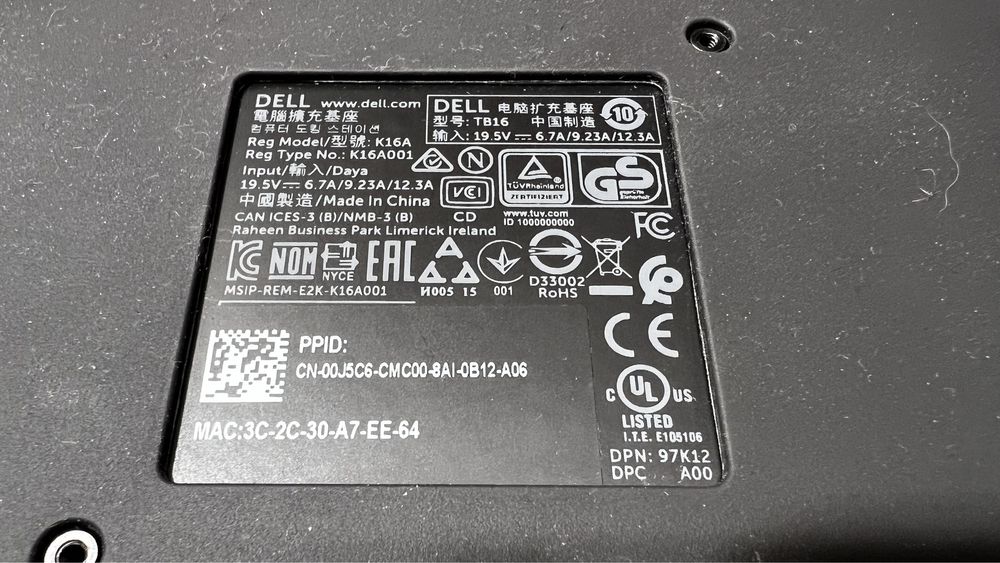 DELL www.dell.com
電腦擴充基座
컴퓨터 도킹 스테이션
Reg Model/型號: K16A
Reg Type No.: K16A001
Input/輸入/Daya
19.5V⎓6.7A/9.23A/12.3A
中國製造/Made In China
CAN ICES-3 (B)/NMB-3 (B)
Raheen Business Park Limerick Ireland
DELL 电脑扩充基座
型号: TB16 中国制造
输入: 19.5V⎓6.7A/9.23A/12.3A
10
N
VCI
CD
TÜVRheinland
ZERTIFIZIERT
www.tuv.com
ID 1000000000
GS
geprüfte
Sicherheit
FC
KC
NOM
NYCE
EAC
И005 15
001
D33002
RoHS
MSIP-REM-E2K-K16A001
PPID:
CN-00J5C6-CMC00-8AI-0B12-A06
MAC:3C-2C-30-A7-EE-64
CE
C UL US
LISTED
I.T.E. E105106
DPN: 97K12
DPC A00